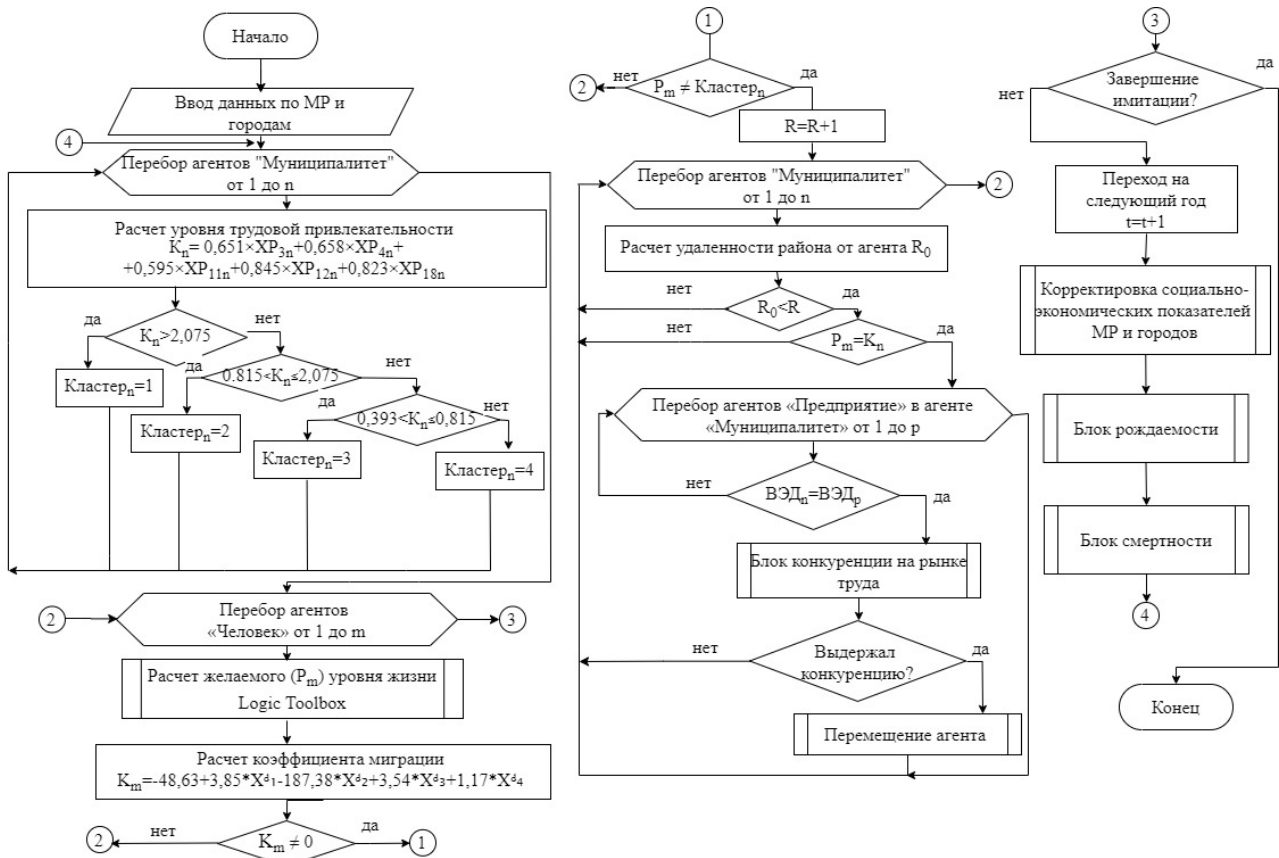 Начало
Ввод данных по МР и
городам
4
Перебор агентов "Муниципалитет"
от 1 до n
Расчет уровня трудовой привлекательности
Kn= 0,651×XP3n+0,658×XP4n+
+0,595×XP11n+0,845×XP12n+0,823×XP18n
да
Kn>2,075
нет
Кластерn=1
да
0.815<Kn≤2,075
нет
Кластерn=2
да
0,393<Kn≤0,815
нет
Кластерn=3
Кластерn=4
2
Перебор агентов
«Человек» от 1 до m
3
Расчет желаемого (Pm) уровня жизни
Logic Toolbox
Расчет коэффициента миграции
Km=-48,63+3,85*Xd1-187,38*Xd2+3,54*Xd3+1,17*Xd4
2
нет
Km ≠ 0
да
1
1
2
нет
Pm ≠ Кластерn
да
R=R+1
Перебор агентов "Муниципалитет"
от 1 до n
2
Расчет удаленности района от агента R0
нет
R0<R
да
нет
Pm=Kn
да
Перебор агентов «Предприятие» в агенте
«Муниципалитет» от 1 до p
нет
ВЭДn=ВЭДp
да
Блок конкуренции на рынке
труда
нет
Выдержал
конкуренцию?
да
Перемещение агента
3
Завершение
имитации?
да
нет
Переход на
следующий год
t=t+1
Корректировка социально-
экономических показателей
МР и городов
Блок рождаемости
Блок смертности
4
Конец